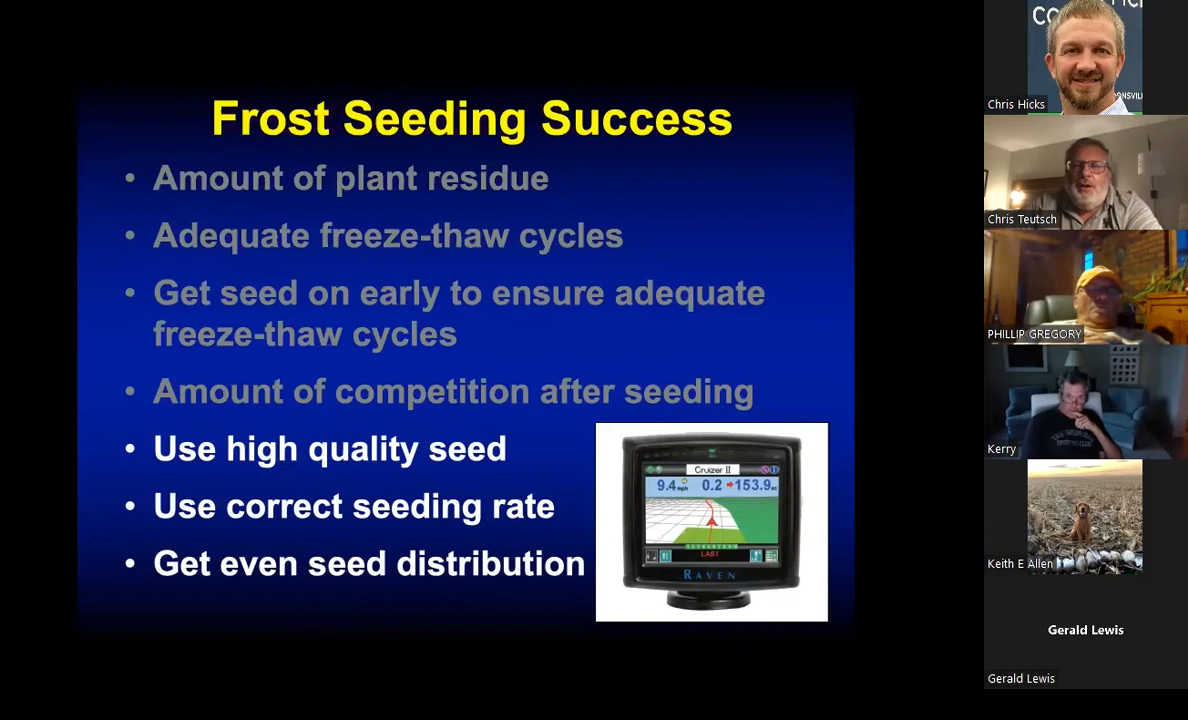 Frost Seeding Success
• Amount of plant residue
• Adequate freeze-thaw cycles
• Get seed on early to ensure adequate
freeze-thaw cycles
• Amount of competition after seeding
• Use high quality seed
• Use correct seeding rate
• Get even seed distribution
Cruizer II
9.4 mph 0.2 153.9
LAST
RAVEN
Chris Hicks
Chris Teutsch
PHILLIP GREGORY
Kerry
Keith E Allen
Gerald Lewis
Gerald Lewis